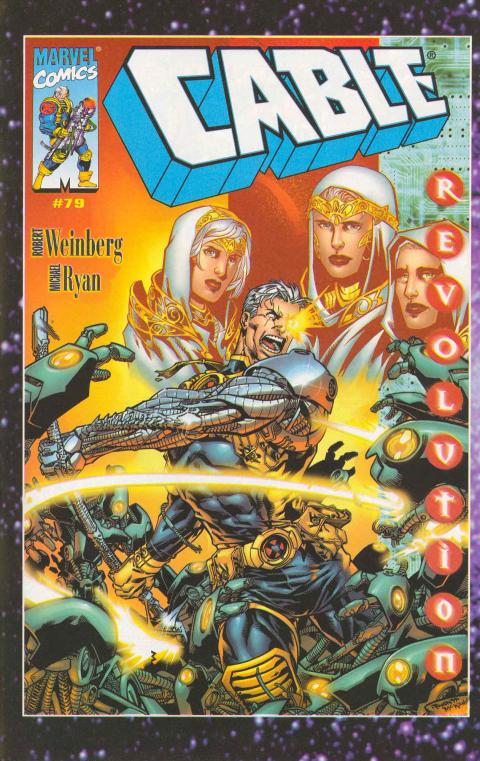 MARVEL®
COMICS
M
#79
CABLE®
ROBERT Weinberg
MICHAEL Ryan
REVOLUTION